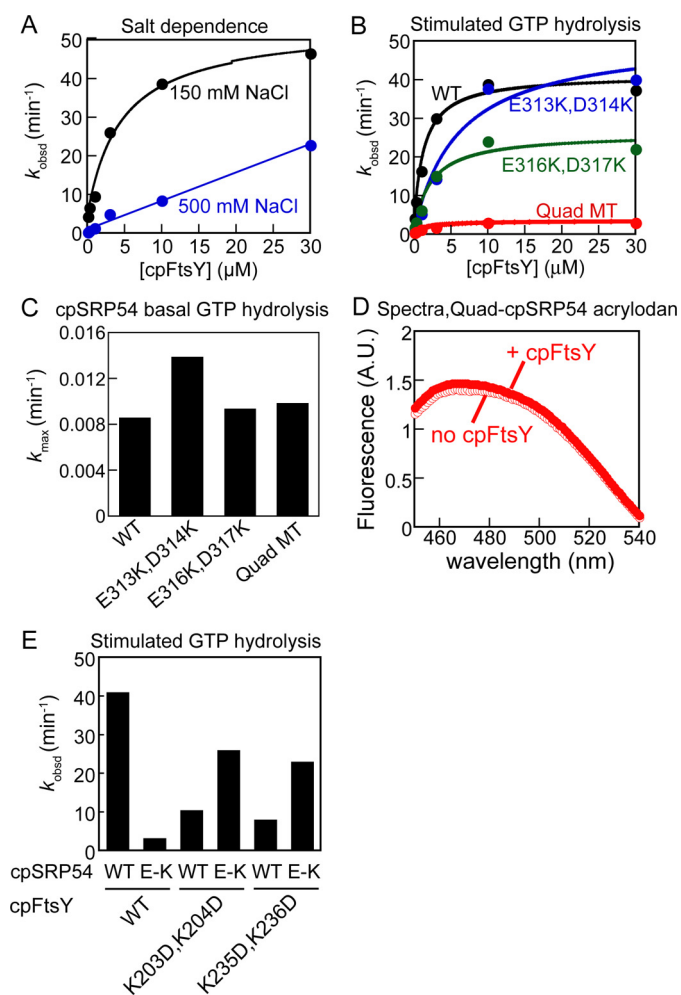 A
Salt dependence
50
40
30
20
10
0
k obsd (min⁻¹)
150 mM NaCl
500 mM NaCl
0 5 10 15 20 25 30
[cpFtsY] (µM)
B
Stimulated GTP hydrolysis
50
40
30
20
10
0
k obsd (min⁻¹)
WT
E313K,D314K
E316K,D317K
Quad MT
0 5 10 15 20 25 30
[cpFtsY] (µM)
C
cpSRP54 basal GTP hydrolysis
0.016
0.012
0.008
0.004
0
k max (min⁻¹)
WT
E313K,D314K
E316K,D317K
Quad MT
D
Spectra,Quad-cpSRP54 acrylodan
2
1.5
1
0.5
0
Fluorescence (A.U.)
+ cpFtsY
no cpFtsY
460 480 500 520 540
wavelength (nm)
E
Stimulated GTP hydrolysis
50
40
30
20
10
0
k obsd (min⁻¹)
cpSRP54 WT E-K WT E-K WT E-K
cpFtsY
WT
K203D,K204D
K235D,K236D